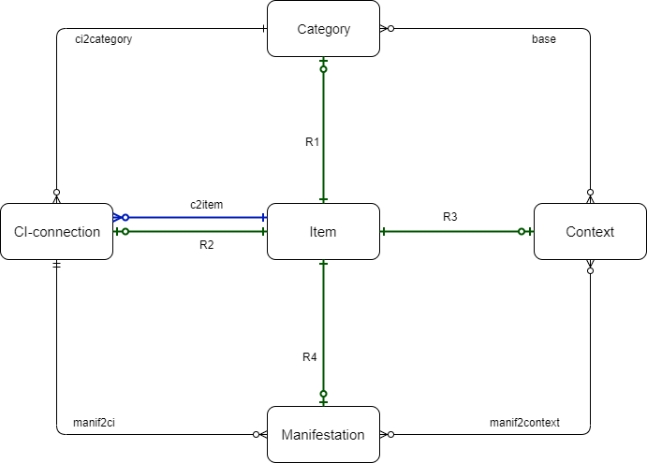 Category
ci2category
base
R1
c2item
CI-connection
Item
R3
Context
R2
R4
manif2ci
manif2context
Manifestation